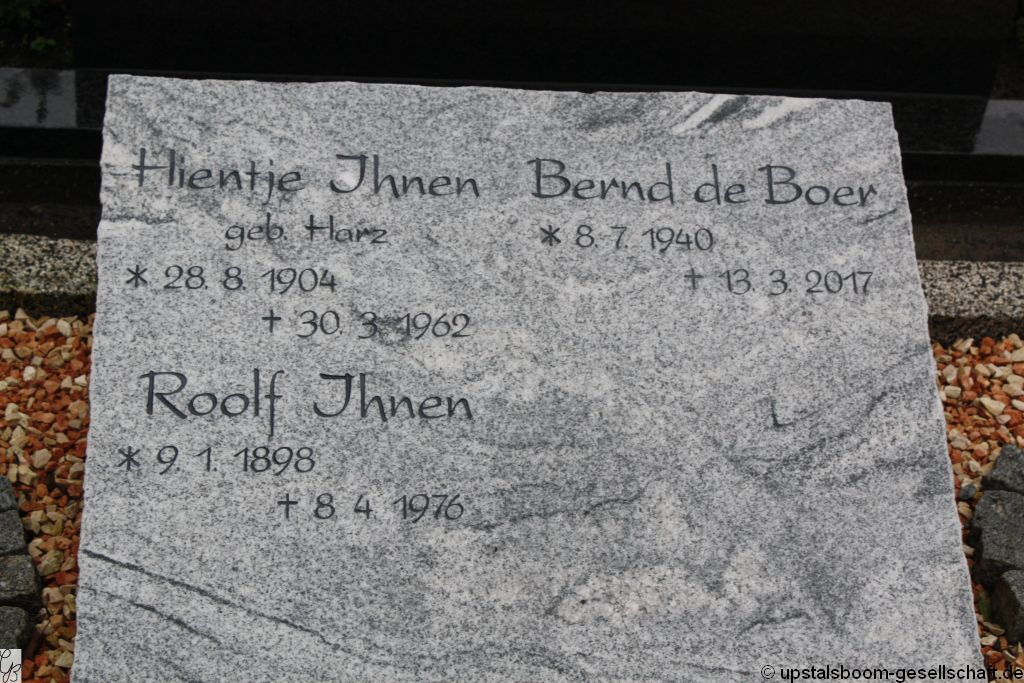 Hientje Ihnen
geb. Harz
* 28. 8. 1904
† 30. 3. 1962
Roolf Ihnen
* 9. 1. 1898
† 8. 4. 1976
Bernd de Boer
* 8. 7. 1940
† 13. 3. 2017
© upstalsboom-gesellschaft.de